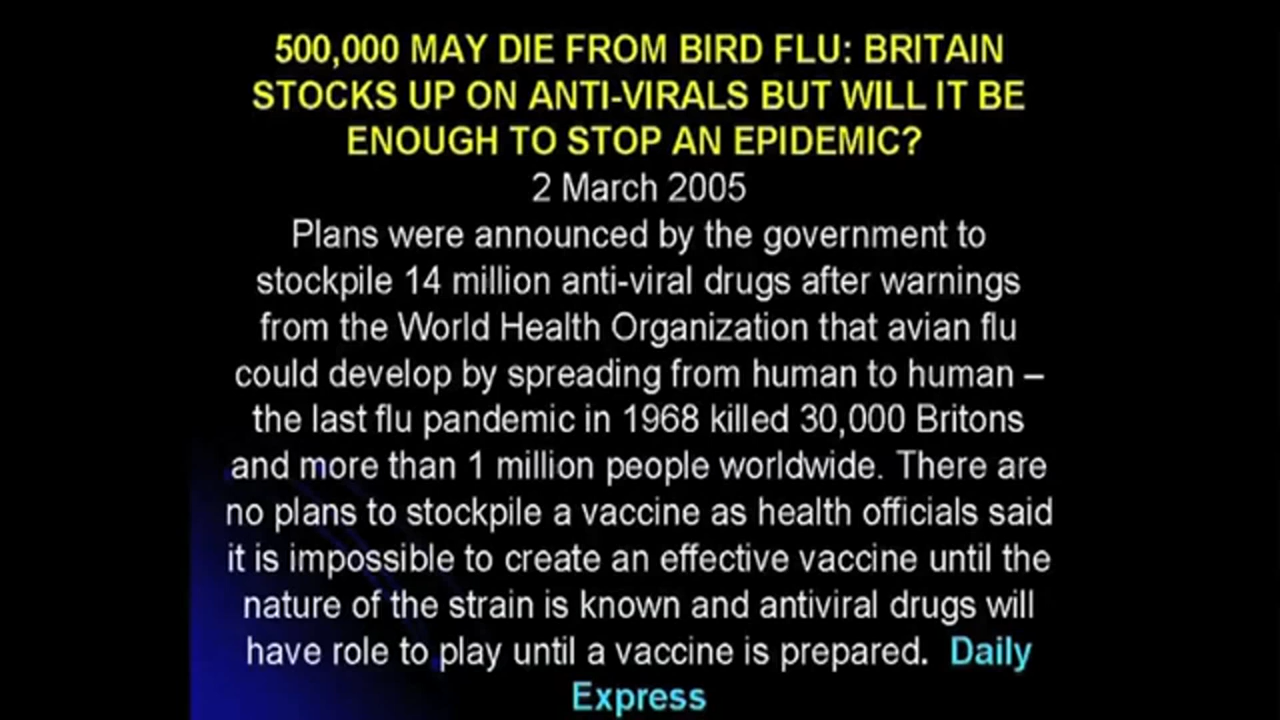 500,000 MAY DIE FROM BIRD FLU: BRITAIN
STOCKS UP ON ANTI-VIRALS BUT WILL IT BE
ENOUGH TO STOP AN EPIDEMIC?
2 March 2005
Plans were announced by the government to
stockpile 14 million anti-viral drugs after warnings
from the World Health Organization that avian flu
could develop by spreading from human to human –
the last flu pandemic in 1968 killed 30,000 Britons
and more than 1 million people worldwide. There are
no plans to stockpile a vaccine as health officials said
it is impossible to create an effective vaccine until the
nature of the strain is known and antiviral drugs will
have role to play until a vaccine is prepared. Daily
Express